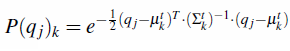 P(q_j)_k = e^{-\frac{1}{2}(q_j-\mu_k^t)^T \cdot (\Sigma_k^t)^{-1} \cdot (q_j-\mu_k^t)}